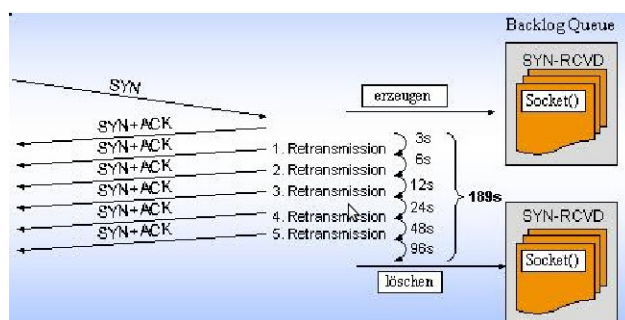 Backlog Queue
SYN-RCVD
Socket()
SYN
erzeugen
SYN+ACK
SYN+ACK
SYN+ACK
SYN+ACK
SYN+ACK
SYN+ACK
1. Retransmission
2. Retransmission
3. Retransmission
4. Retransmission
5. Retransmission
3s
6s
12s
24s
48s
96s
189s
löschen
SYN-RCVD
Socket()